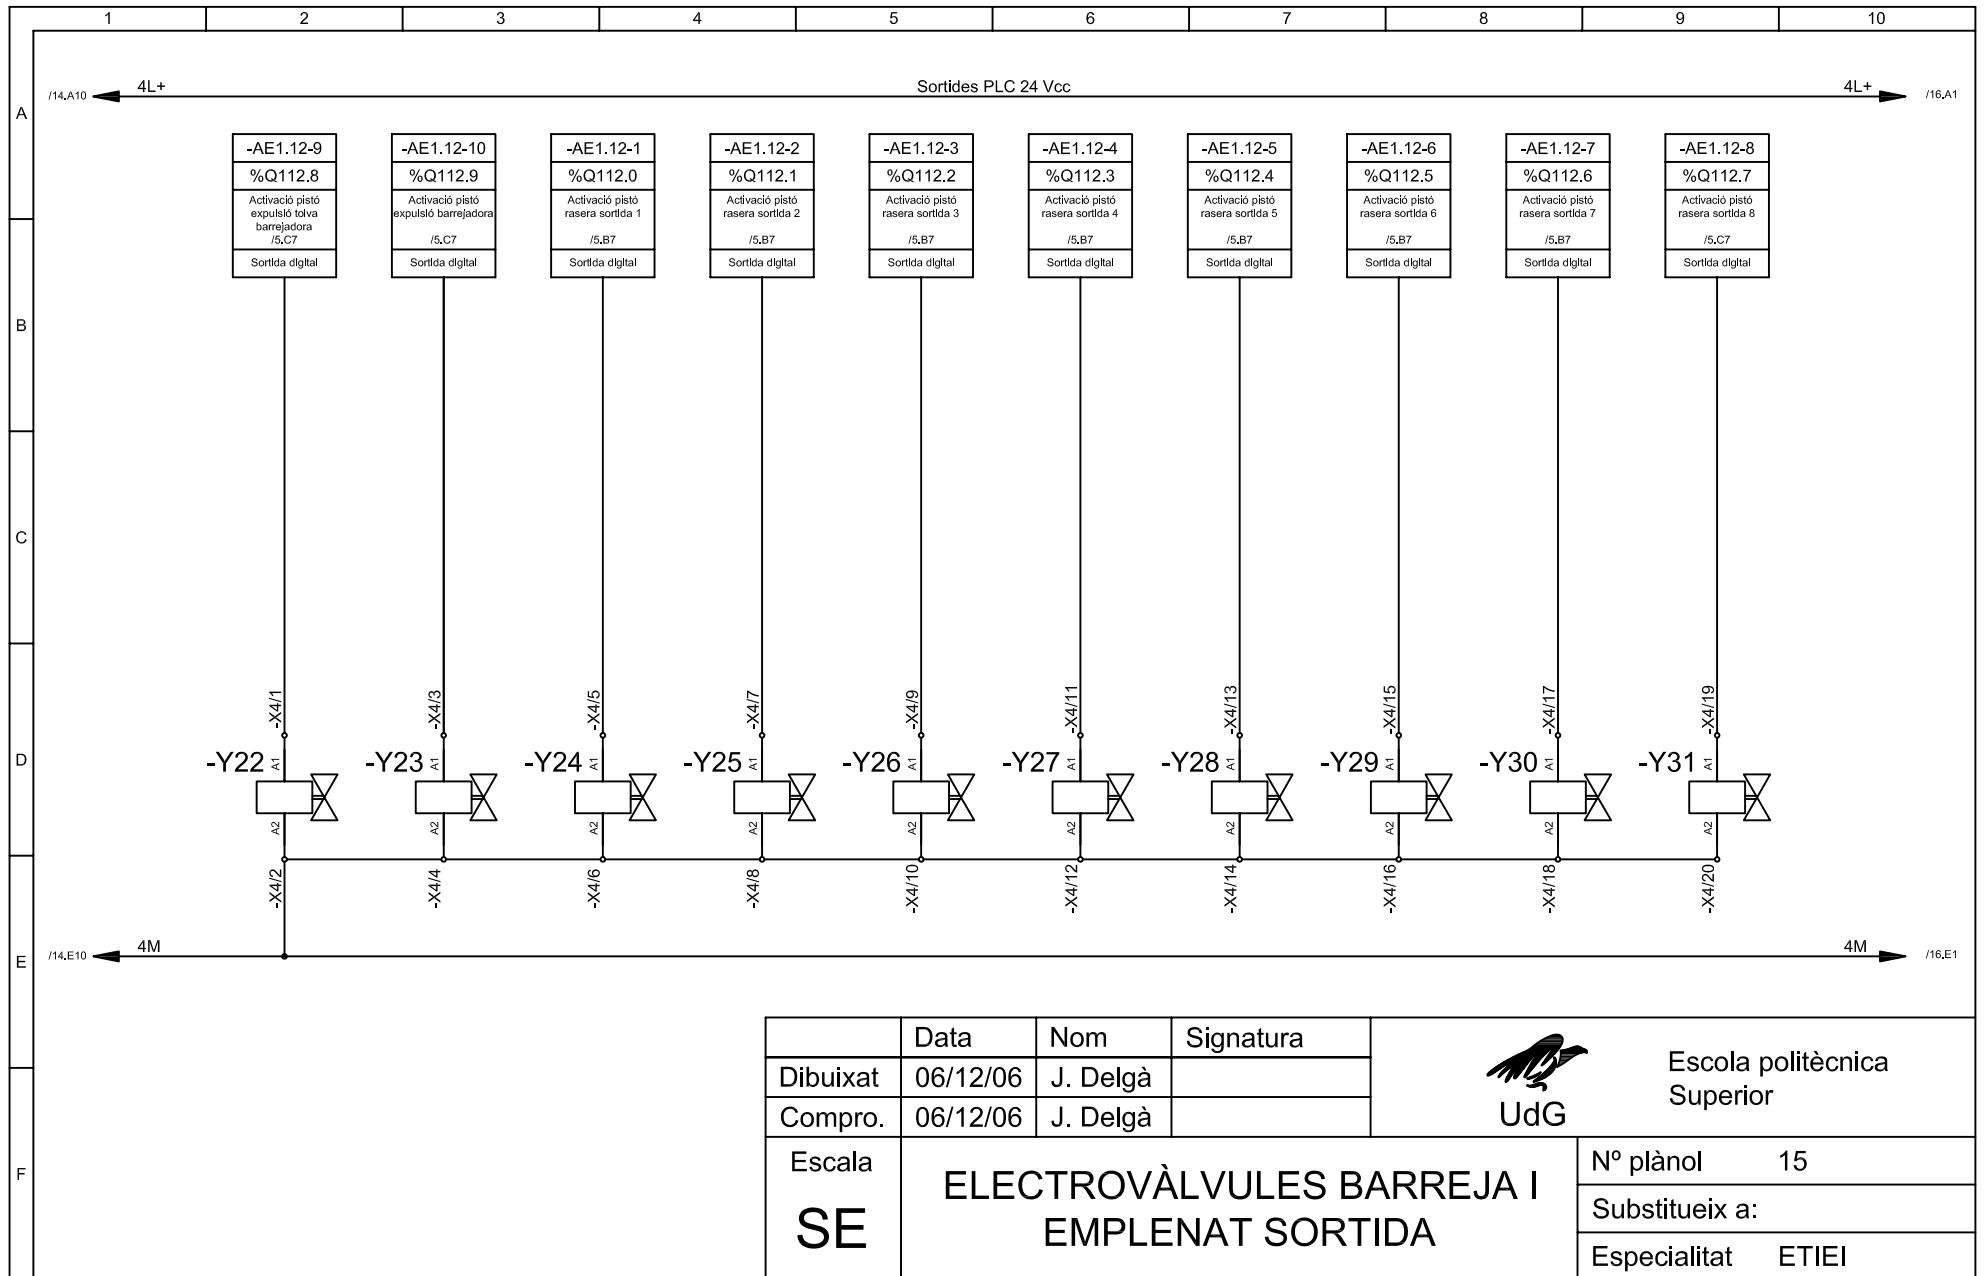 1 2 3 4 5 6 7 8 9 10
A
B
C
D
E
F
/14.A10 4L+ Sortides PLC 24 Vcc 4L+ /16.A1
-AE1.12-9 -AE1.12-10 -AE1.12-1 -AE1.12-2 -AE1.12-3 -AE1.12-4 -AE1.12-5 -AE1.12-6 -AE1.12-7 -AE1.12-8
%Q112.8 %Q112.9 %Q112.0 %Q112.1 %Q112.2 %Q112.3 %Q112.4 %Q112.5 %Q112.6 %Q112.7
Activació pistó
expulsió tolva
barrejadora
/5.C7
Sortida digital
Activació pistó
expulsió barrejadora
/5.C7
Sortida digital
Activació pistó
rasera sortida 1
/5.B7
Sortida digital
Activació pistó
rasera sortida 2
/5.B7
Sortida digital
Activació pistó
rasera sortida 3
/5.B7
Sortida digital
Activació pistó
rasera sortida 4
/5.B7
Sortida digital
Activació pistó
rasera sortida 5
/5.B7
Sortida digital
Activació pistó
rasera sortida 6
/5.B7
Sortida digital
Activació pistó
rasera sortida 7
/5.B7
Sortida digital
Activació pistó
rasera sortida 8
/5.C7
Sortida digital
-X4/1 -X4/3 -X4/5 -X4/7 -X4/9 -X4/11 -X4/13 -X4/15 -X4/17 -X4/19
-Y22 A1 -Y23 A1 -Y24 A1 -Y25 A1 -Y26 A1 -Y27 A1 -Y28 A1 -Y29 A1 -Y30 A1 -Y31 A1
A2 A2 A2 A2 A2 A2 A2 A2 A2 A2
-X4/2 -X4/4 -X4/6 -X4/8 -X4/10 -X4/12 -X4/14 -X4/16 -X4/18 -X4/20
/14.E10 4M 4M /16.E1
Data Nom Signatura
Dibuixat 06/12/06 J. Delgà
Compro. 06/12/06 J. Delgà
UdG
Escola politècnica
Superior
Escala
SE
ELECTROVÀLVULES BARREJA I
EMPLENAT SORTIDA
Nº plànol 15
Substitueix a:
Especialitat ETIEI